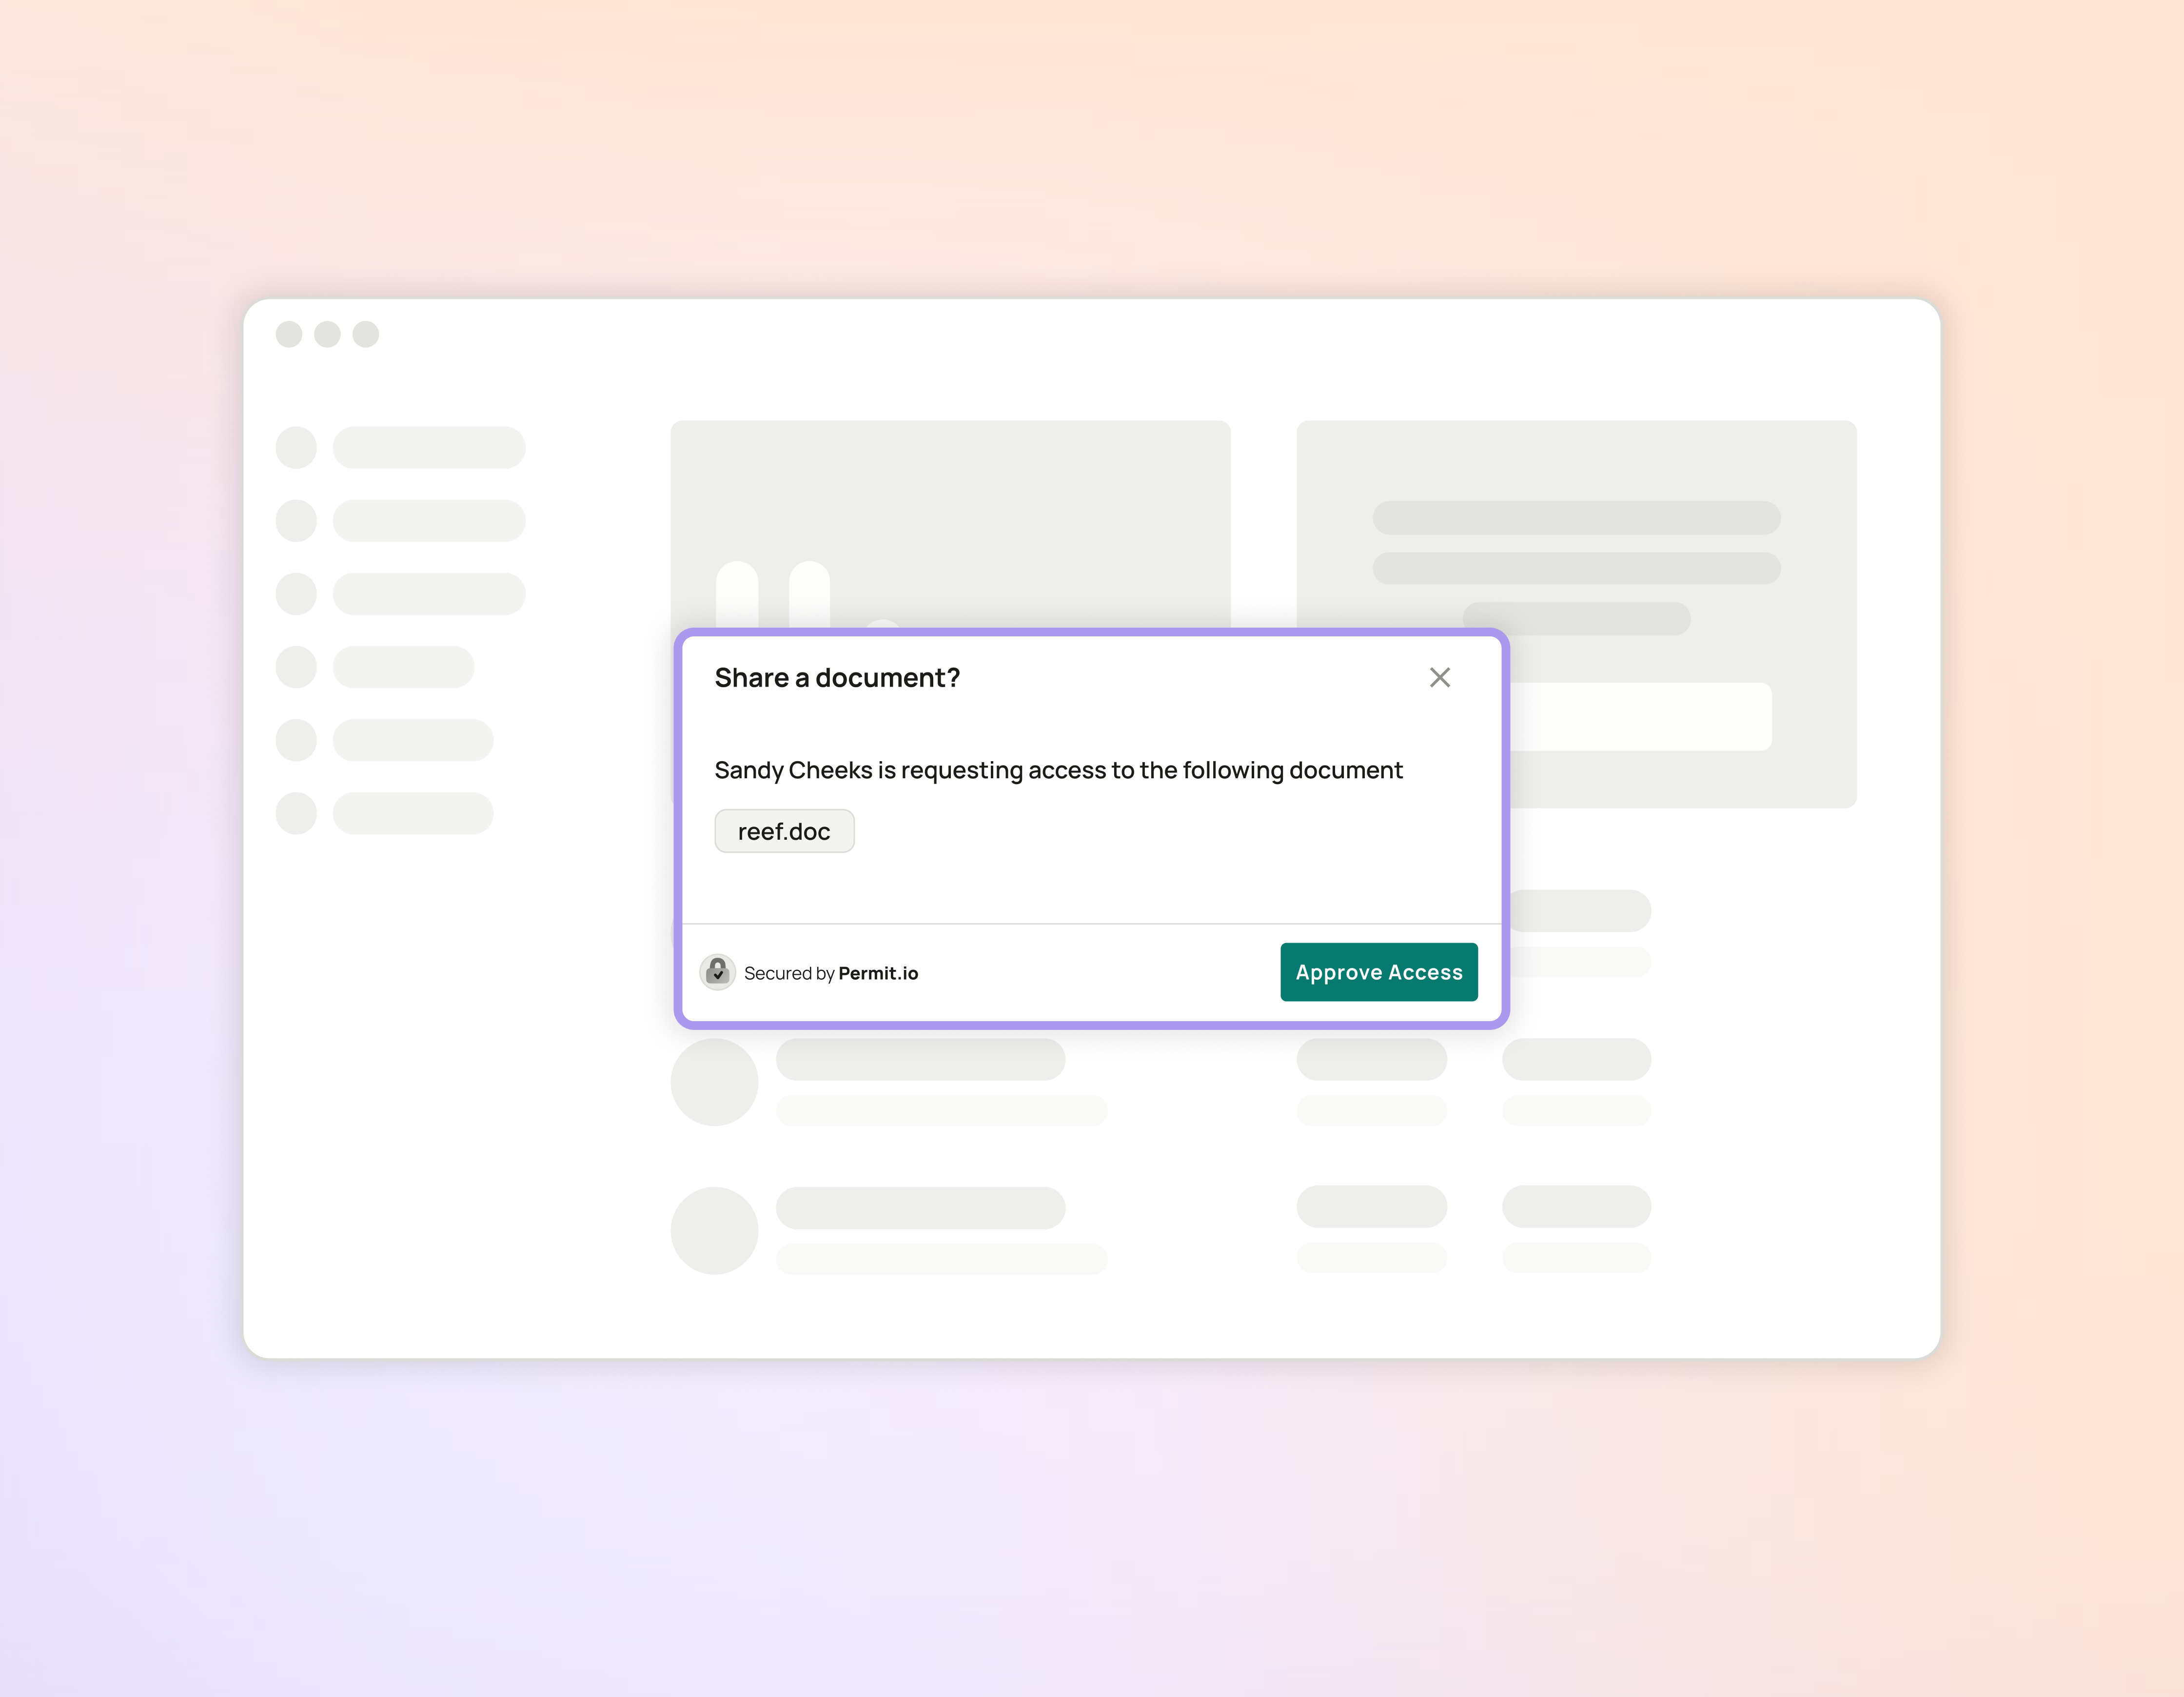 Share a document?
Sandy Cheeks is requesting access to the following document
reef.doc
Secured by Permit.io
Approve Access